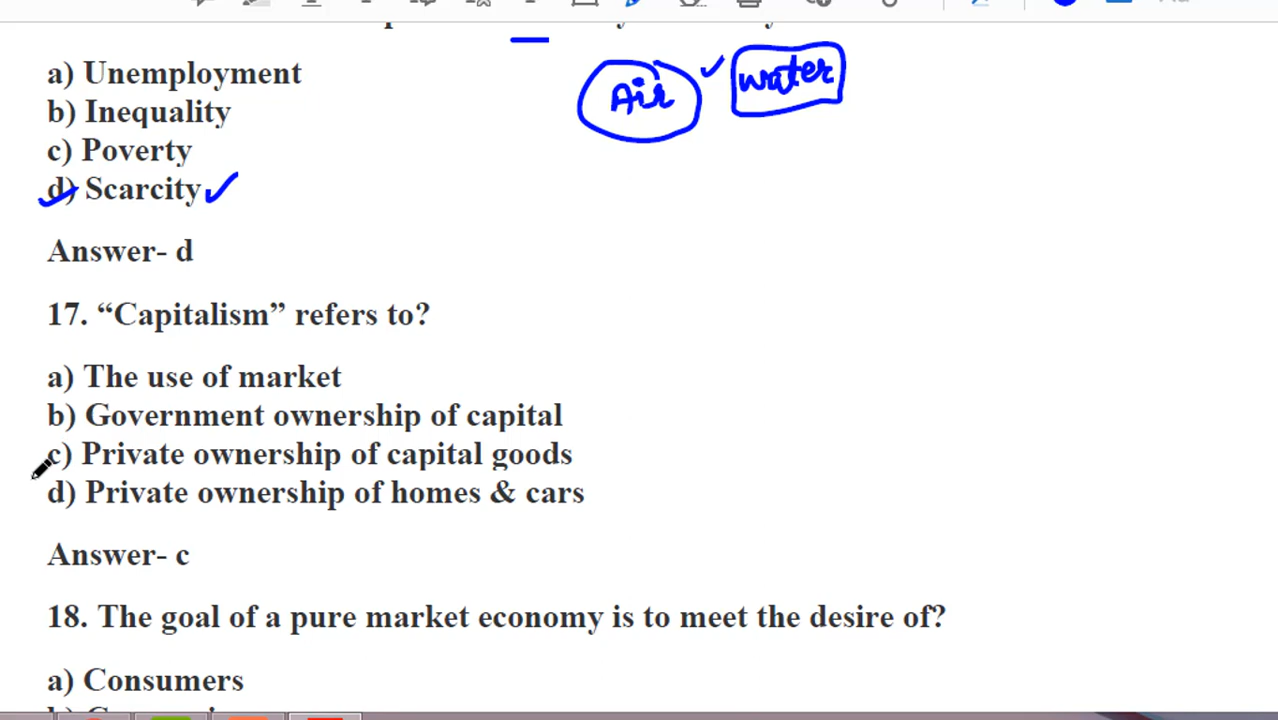 a) Unemployment
Air
water
b) Inequality
c) Poverty
d) Scarcity
Answer- d
17. “Capitalism” refers to?
a) The use of market
b) Government ownership of capital
c) Private ownership of capital goods
d) Private ownership of homes & cars
Answer- c
18. The goal of a pure market economy is to meet the desire of?
a) Consumers